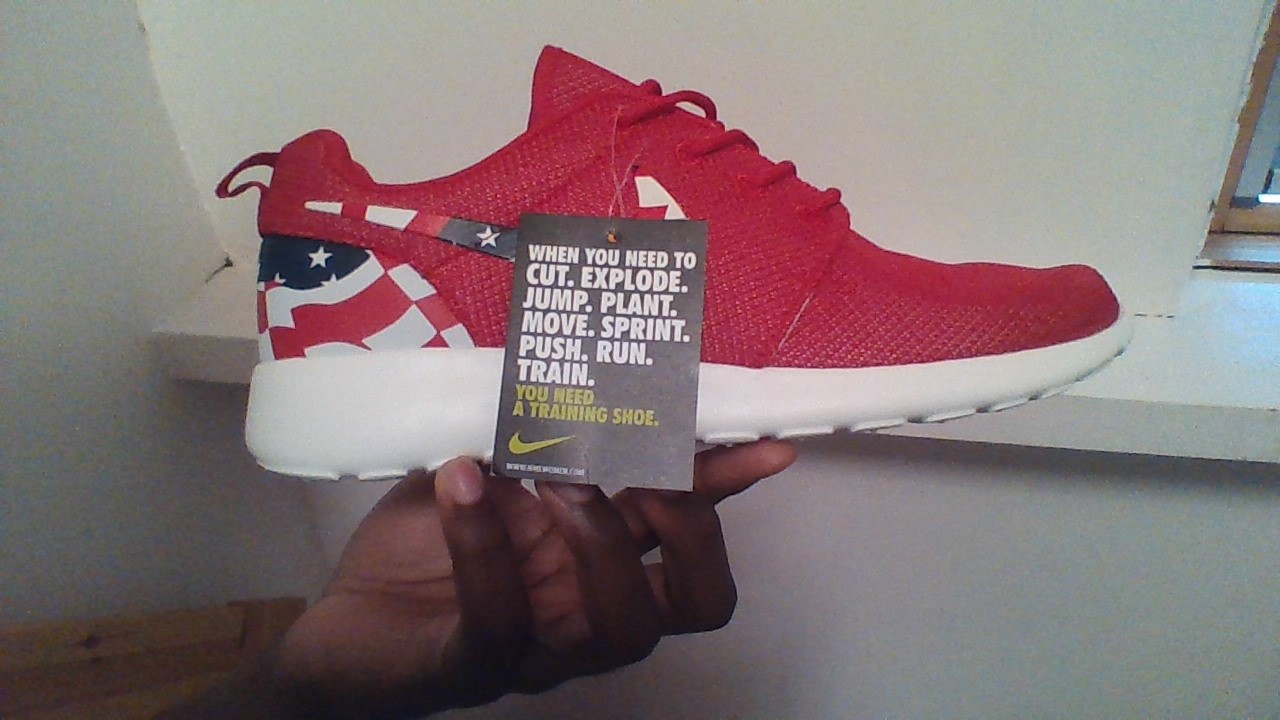 WHEN YOU NEED TO
CUT. EXPLODE.
JUMP. PLANT.
MOVE. SPRINT.
PUSH. RUN.
TRAIN.
YOU NEED
A TRAINING SHOE.